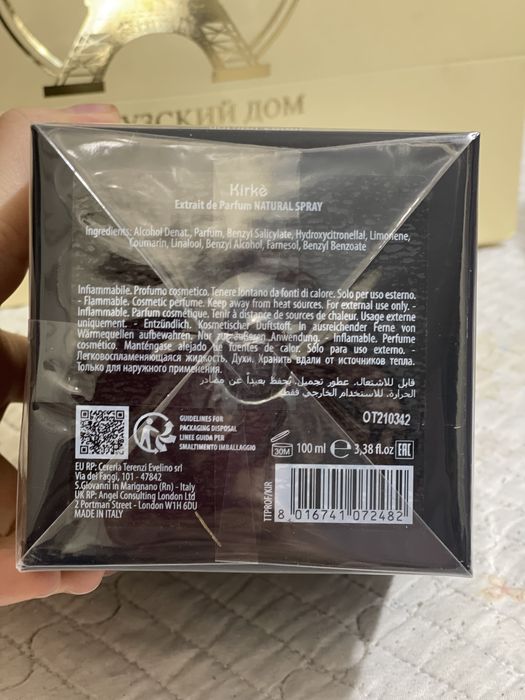 УЗСКИЙ ДОМ
Kirkè
Extrait de Parfum NATURAL SPRAY
Ingredients: Alcohol Denat., Parfum, Benzyl Salicylate, Hydroxycitronellal, Limonene,
Coumarin, Linalool, Benzyl Alcohol, Farnesol, Benzyl Benzoate
Infiammabile. Profumo cosmetico. Tenere lontano da fonti di calore. Solo per uso esterno.
- Flammable. Cosmetic perfume. Keep away from heat sources. For external use only. -
Inflammable. Parfum cosmétique. Tenir à distance de sources de chaleur. Usage externe
uniquement. - Entzündlich. Kosmetischer Duftstoff. In ausreichender Ferne von
Wärmequellen aufbewahren. Nur äußeren Anwendung. - Inflamable. Perfume
cosmético. Manténgase alejado de fuentes de calor. Sólo para uso externo. -
Легковоспламеняющаяся жидкость. Духи. Хранить вдали от источников тепла.
Только для наружного применения.
قابل للاشتعال. عطور تجميل. يُحفظ بعيداً عن مصادر
الحرارة. للاستخدام الخارجي فقط
OT210342
GUIDELINES FOR
PACKAGING DISPOSAL
LINEE GUIDA PER
SMALTIMENTO IMBALLAGGIO
30M
100 ml ℮ 3,38 fl.oz EAC
EU RP: Cereria Terenzi Evelino srl
Via del Faggi, 101 - 47842
S.Giovanni in Marignano (Rn) - Italy
UK RP: Angel Consulting London Ltd
2 Portman Street - London W1H 6DU
MADE IN ITALY
TTPROF/KIR
8 016741 072482